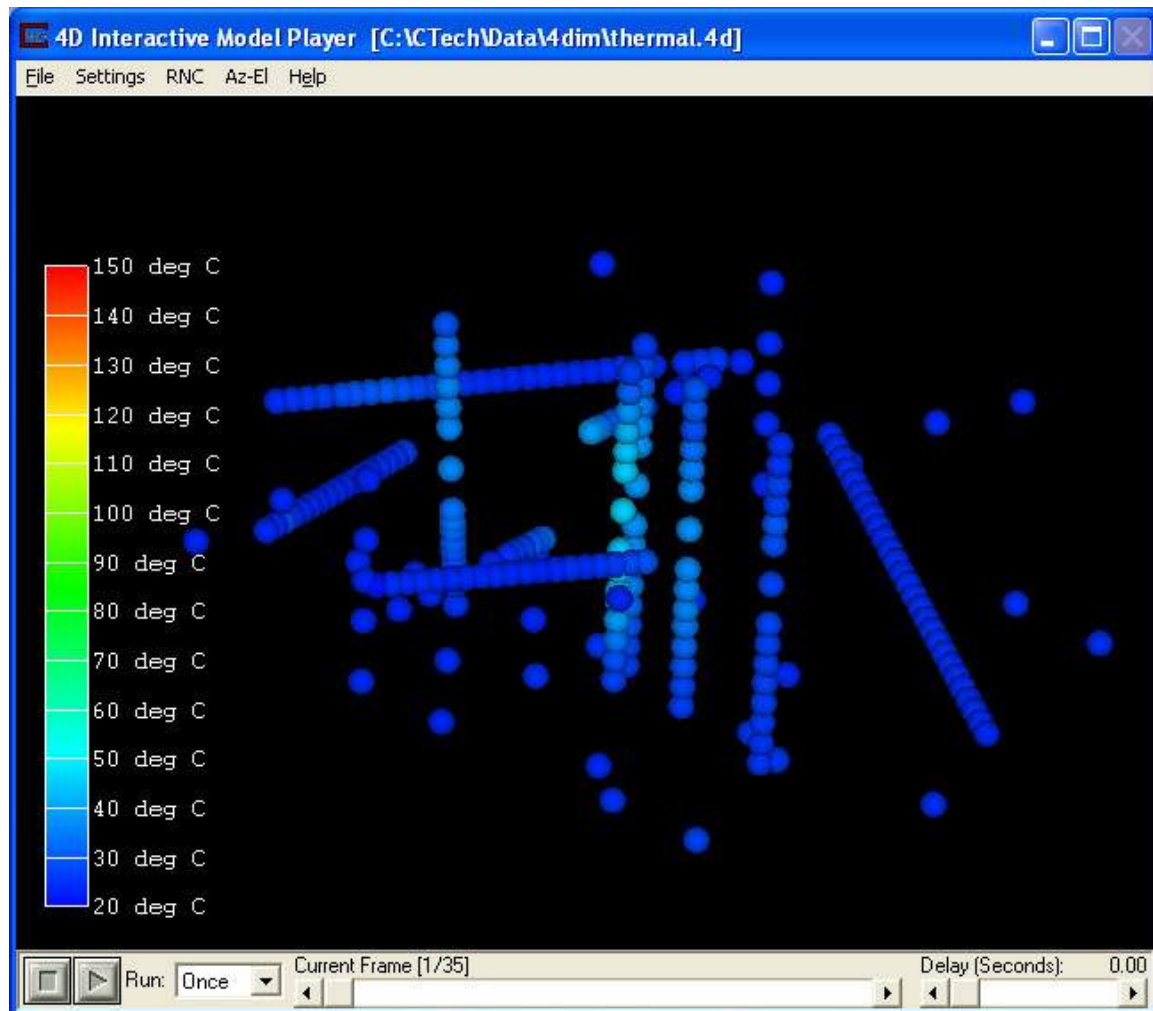 4D Interactive Model Player [C:\CTech\Data\4dim\thermal.4d]
File Settings RNC Az-El Help
150 deg C
140 deg C
130 deg C
120 deg C
110 deg C
100 deg C
90 deg C
80 deg C
70 deg C
60 deg C
50 deg C
40 deg C
30 deg C
20 deg C
Run: Once
Current Frame [1/35]
Delay (Seconds): 0.00